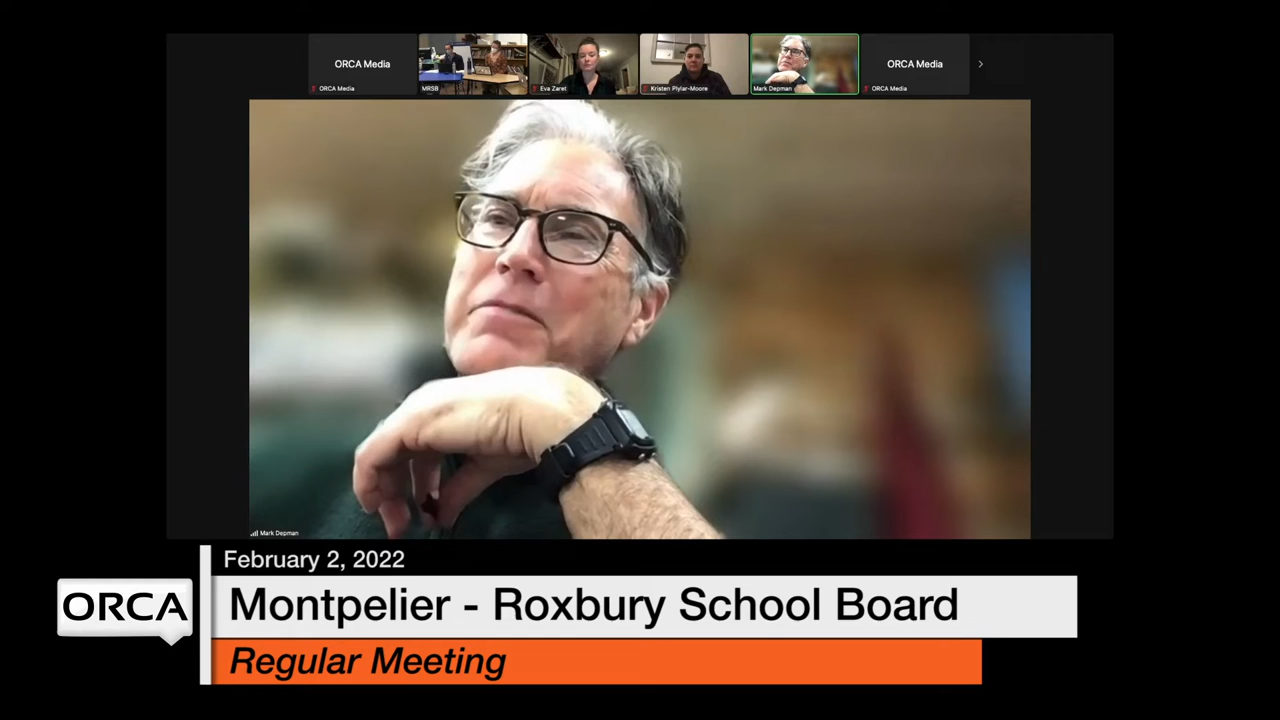 ORCA Media
ORCA Media
ORCA Media
MRSB
Eva Zaret
Kristen Plylar-Moore
Mark Depman
ORCA Media
Mark Depman
February 2, 2022
ORCA
Montpelier - Roxbury School Board
Regular Meeting